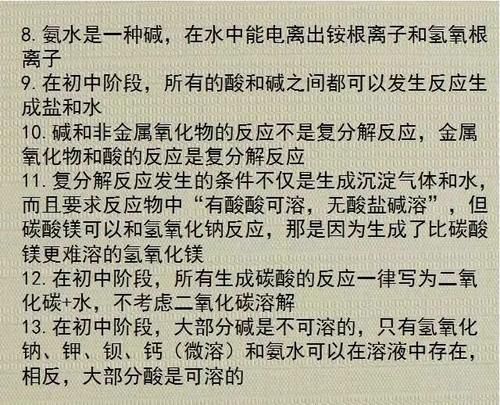 8. 氨水是一种碱，在水中能电离出铵根离子和氢氧根
离子
9. 在初中阶段，所有的酸和碱之间都可以发生反应生
成盐和水
10. 碱和非金属氧化物的反应不是复分解反应，金属
氧化物和酸的反应是复分解反应
11. 复分解反应发生的条件不仅是生成沉淀气体和水，
而且要求反应物中“有酸酸可溶，无酸盐碱溶”，但
碳酸镁可以和氢氧化钠反应，那是因为生成了比碳酸
镁更难溶的氢氧化镁
12. 在初中阶段，所有生成碳酸的反应一律写为二氧
化碳+水，不考虑二氧化碳溶解
13. 在初中阶段，大部分碱是不可溶的，只有氢氧化
钠、钾、钡、钙（微溶）和氨水可以在溶液中存在，
相反，大部分酸是可溶的